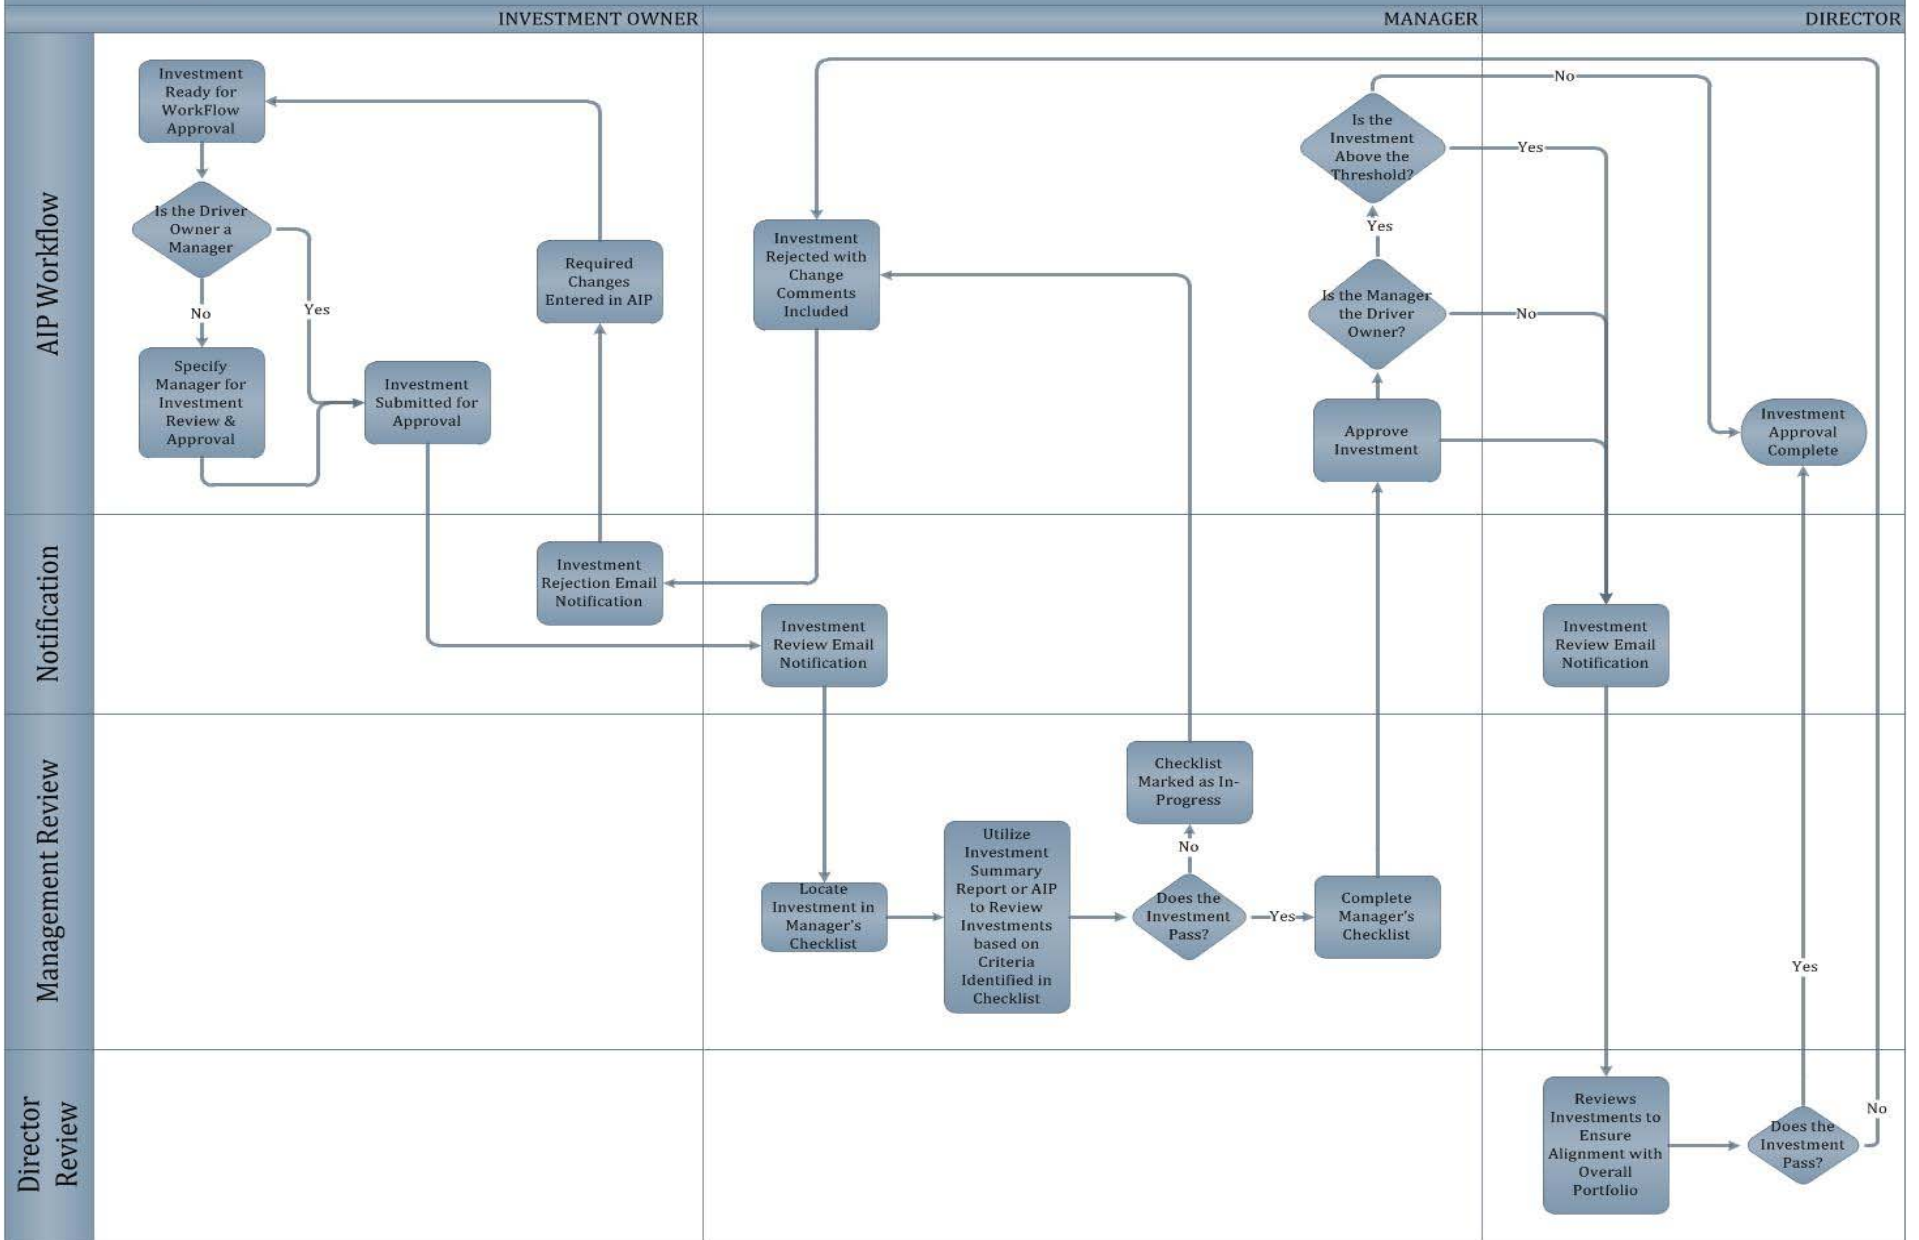 INVESTMENT OWNER
MANAGER
DIRECTOR
AIP Workflow
Investment
Ready for
WorkFlow
Approval
Is the Driver
Owner a
Manager
No
Yes
Specify
Manager for
Investment
Review &
Approval
Investment
Submitted for
Approval
Required
Changes
Entered in AIP
Investment
Rejected with
Change
Comments
Included
Is the
Investment
Above the
Threshold?
No
Yes
Yes
Is the Manager
the Driver
Owner?
No
Approve
Investment
Investment
Approval
Complete
Notification
Investment
Rejection Email
Notification
Investment
Review Email
Notification
Investment
Review Email
Notification
Management Review
Checklist
Marked as In-
Progress
No
Locate
Investment in
Manager's
Checklist
Utilize
Investment
Summary
Report or AIP
to Review
Investments
based on
Criteria
Identified in
Checklist
Does the
Investment
Pass?
Yes
Complete
Manager's
Checklist
Yes
Director
Review
Reviews
Investments to
Ensure
Alignment with
Overall
Portfolio
Does the
Investment
Pass?
No